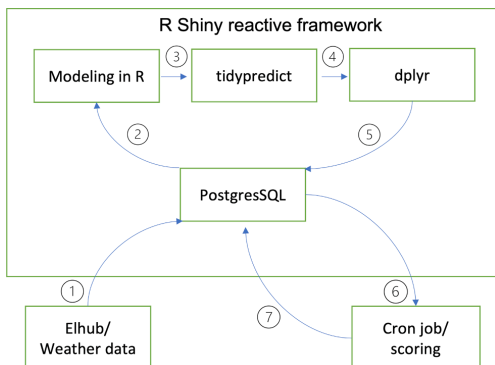 R Shiny reactive framework
3
4
Modeling in R
tidypredict
dplyr
2
5
PostgresSQL
1
6
7
Elhub/
Weather data
Cron job/
scoring